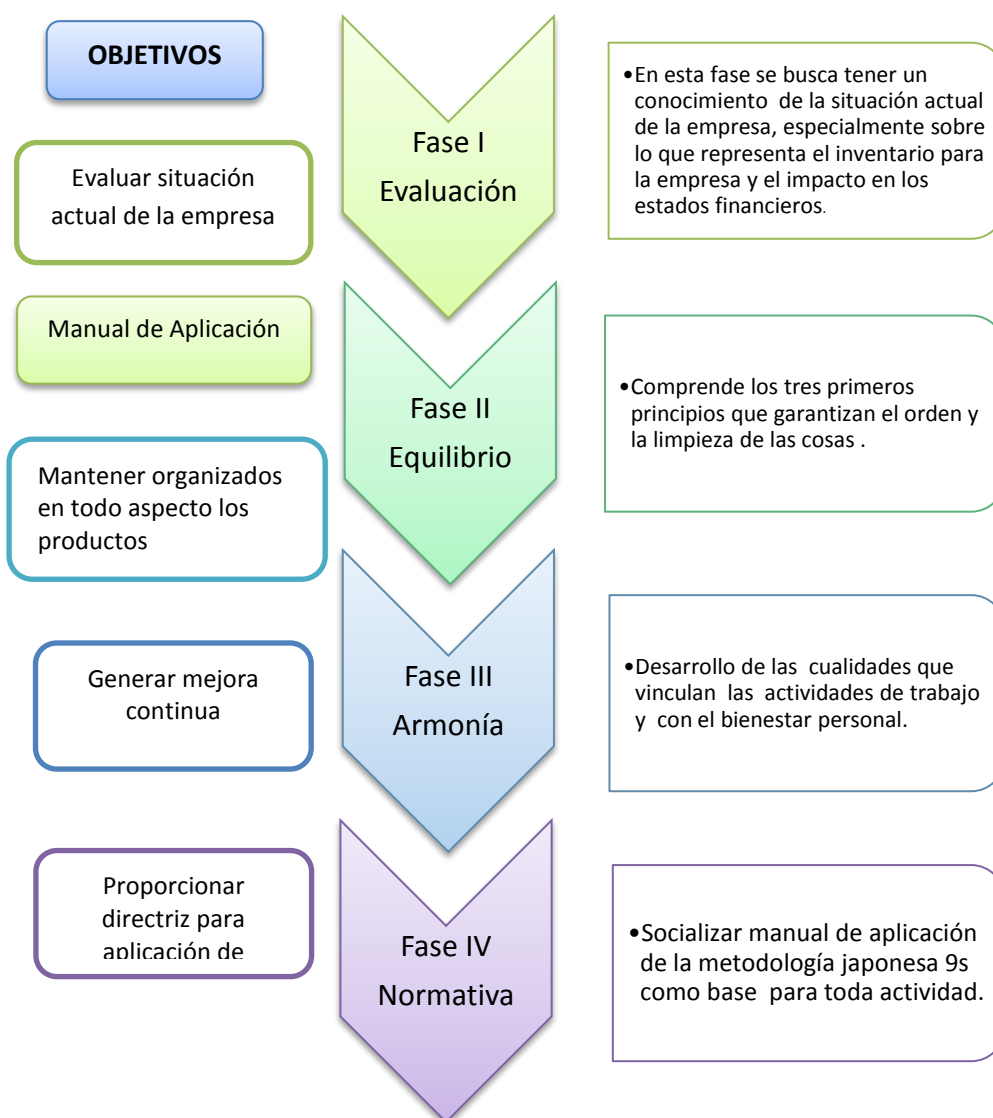 OBJETIVOS
Fase I
Evaluación
•En esta fase se busca tener un
conocimiento de la situación actual
de la empresa, especialmente sobre
lo que representa el inventario para
la empresa y el impacto en los
estados financieros.
Evaluar situación
actual de la empresa
Manual de Aplicación
Fase II
Equilibrio
•Comprende los tres primeros
principios que garantizan el orden y
la limpieza de las cosas .
Mantener organizados
en todo aspecto los
productos
Generar mejora
continua
Fase III
Armonía
•Desarrollo de las cualidades que
vinculan las actividades de trabajo
y con el bienestar personal.
Proporcionar
directriz para
aplicación de
Fase IV
Normativa
•Socializar manual de aplicación
de la metodología japonesa 9s
como base para toda actividad.